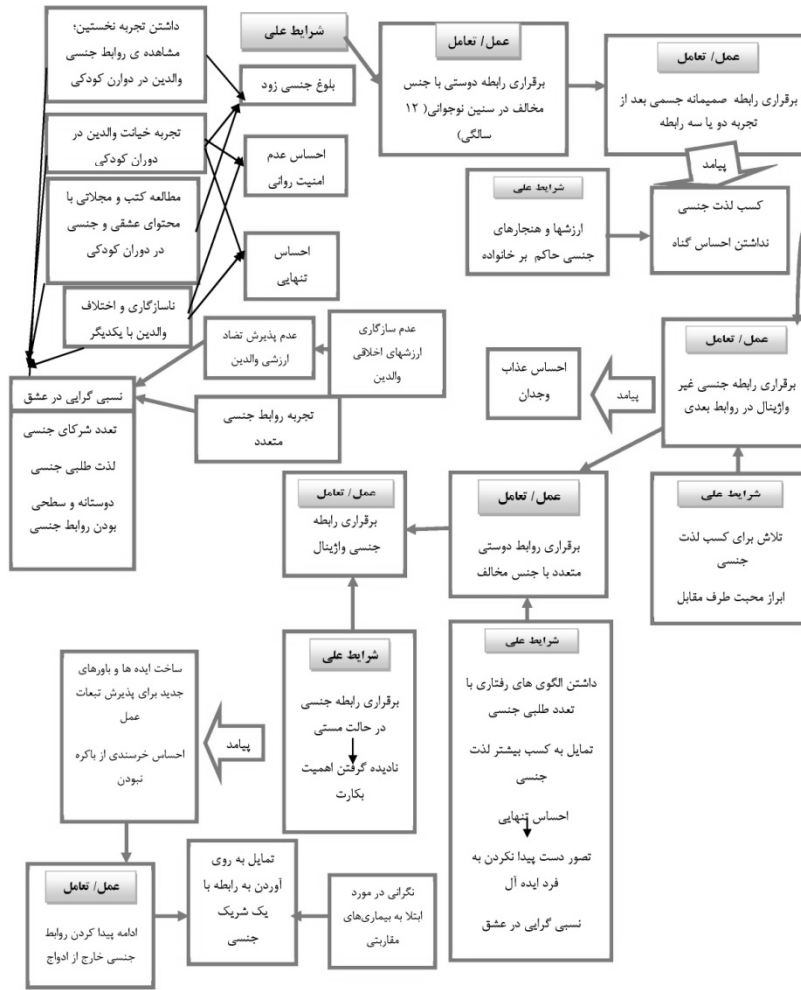 شرایط علی
عمل/ تعامل
برقراری رابطه دوستی با جنس
مخالف در سنین نوجوانی( ۱۲
سالگی)
عمل/ تعامل
برقراری رابطه صمیمانه جسمی بعد از
تجربه دو یا سه رابطه
پیامد
کسب لذت جنسی
نداشتن احساس گناه
شرایط علی
ارزشها و هنجارهای
جنسی حاکم بر خانواده
داشتن تجربه نخستین؛
مشاهده ی روابط جنسی
والدین در دوارن کودکی
تجربه خیانت والدین در
دوران کودکی
مطالعه کتب و مجلاتی با
محتوای عشقی و جنسی
در دوران کودکی
ناسازگاری و اختلاف
والدین با یکدیگر
بلوغ جنسی زود
احساس عدم
امنیت روانی
احساس
تنهایی
عدم پذیرش تضاد
ارزشی والدین
عدم سازگاری
ارزشهای اخلاقی
والدین
تجربه روابط جنسی
متعدد
نسبی گرایی در عشق
تعدد شرکای جنسی
لذت طلبی جنسی
دوستانه و سطحی
بودن روابط جنسی
عمل/ تعامل
برقراری رابطه جنسی غیر
واژینال در روابط بعدی
پیامد
احساس عذاب
وجدان
شرایط علی
تلاش برای کسب لذت
جنسی
ابراز محبت طرف مقابل
عمل/ تعامل
برقراری روابط دوستی
متعدد با جنس مخالف
شرایط علی
داشتن الگوی های رفتاری با
تعدد طلبی جنسی
تمایل به کسب بیشتر لذت
جنسی
احساس تنهایی
تصور دست پیدا نکردن به
فرد ایده آل
نسبی گرایی در عشق
عمل/ تعامل
برقراری رابطه
جنسی واژینال
شرایط علی
برقراری رابطه جنسی
در حالت مستی
نادیده گرفتن اهمیت
بکارت
پیامد
ساخت ایده ها و باورهای
جدید برای پذیرش تبعات
عمل
احساس خرسندی از باکره
نبودن
عمل/ تعامل
ادامه پیدا کردن روابط
جنسی خارج از ادواج
تمایل به روی
آوردن به رابطه با
یک شریک
جنسی
نگرانی در مورد
ابتلا به بیماری‌های
مقاربتی